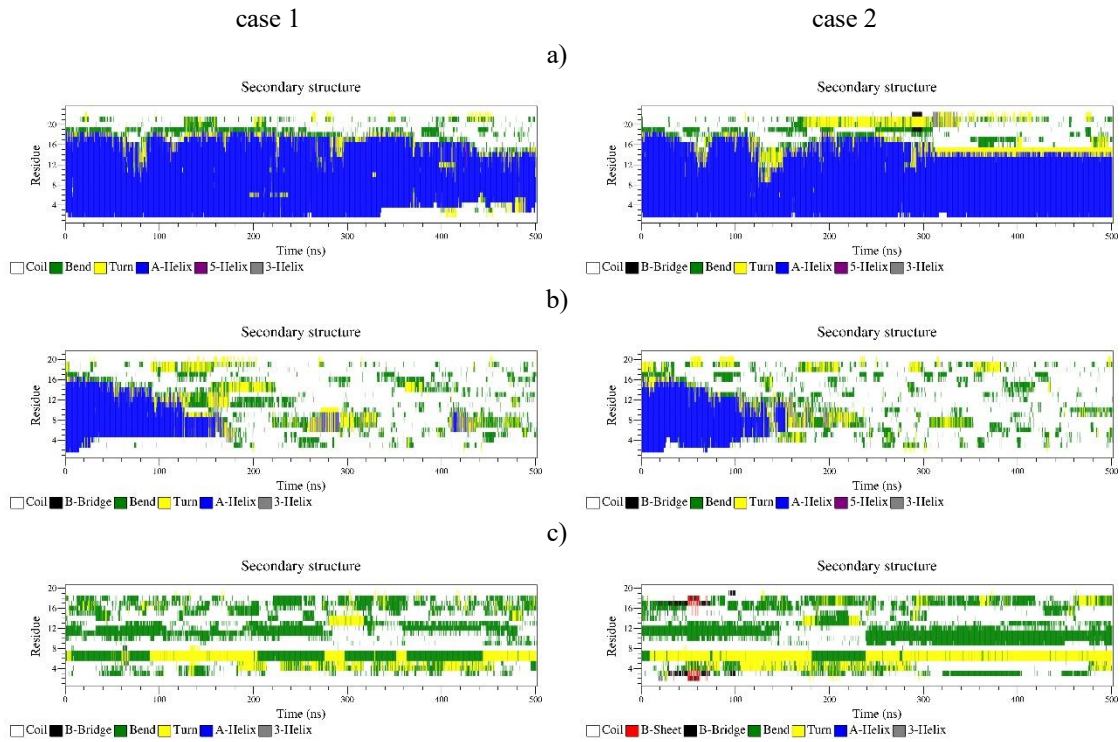 case 1 case 2
a)
Secondary structure Secondary structure
Residue 20 16 12 8 4 Residue 20 16 12 8 4
0 100 200 300 400 500 0 100 200 300 400 500
Time (ns) Time (ns)
Coil Bend Turn A-Helix 5-Helix 3-Helix Coil B-Bridge Bend Turn A-Helix 5-Helix 3-Helix
b)
Secondary structure Secondary structure
Residue 20 16 12 8 4 Residue 20 16 12 8 4
0 100 200 300 400 500 0 100 200 300 400 500
Time (ns) Time (ns)
Coil B-Bridge Bend Turn A-Helix 3-Helix Coil B-Bridge Bend Turn A-Helix 5-Helix 3-Helix
c)
Secondary structure Secondary structure
Residue 20 16 12 8 4 Residue 20 16 12 8 4
0 100 200 300 400 500 0 100 200 300 400 500
Time (ns) Time (ns)
Coil B-Bridge Bend Turn A-Helix 3-Helix Coil B-Sheet B-Bridge Bend Turn A-Helix 3-Helix